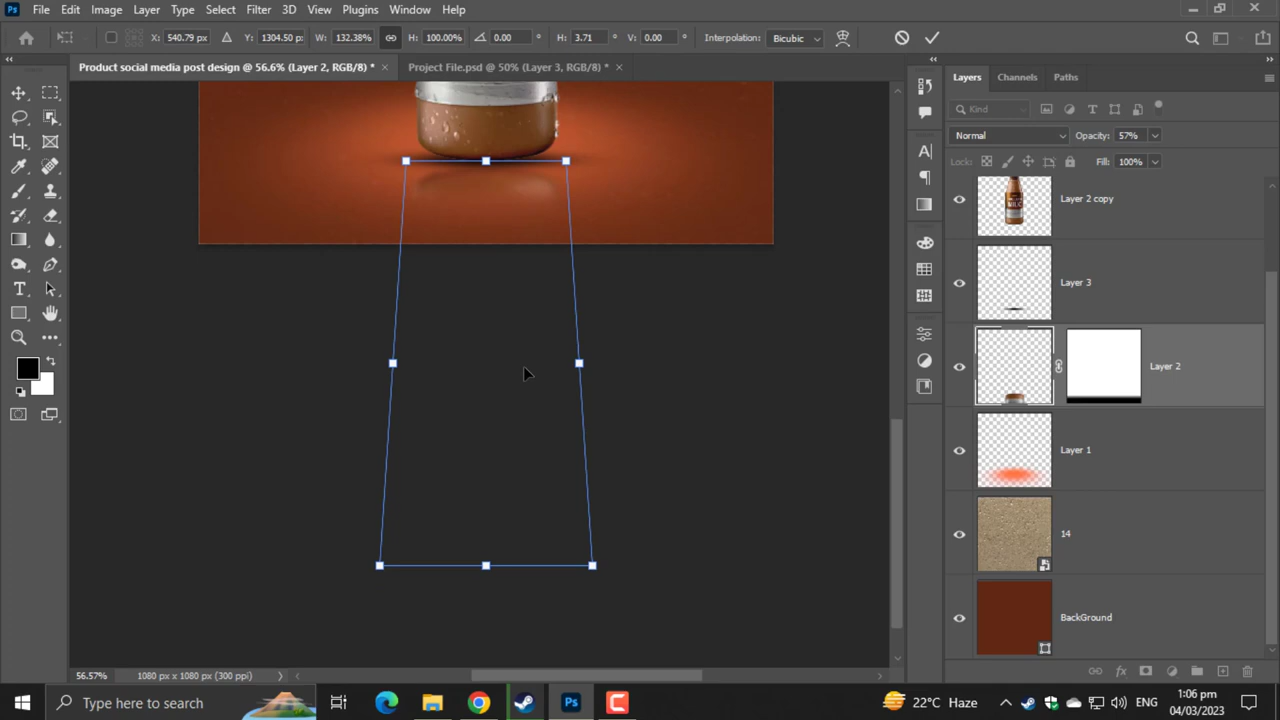 Ps File Edit Image Layer Type Select Filter 3D View Plugins Window Help
X: 540.79 px Y: 1304.50 px W: 132.38% H: 100.00% 0.00 ° H: 3.71 ° V: 0.00 ° Interpolation: Bicubic
Product social media post design @ 56.6% (Layer 2, RGB/8) * × Project File.psd @ 50% (Layer 3, RGB/8) * ×
Layers Channels Paths
Kind
Normal Opacity: 57%
Lock: Fill: 100%
Layer 2 copy
MILK
Layer 3
Layer 2
Layer 1
14
BackGround
56.57% 1080 px x 1080 px (300 ppi)
Type here to search
Ps
22°C Haze
ENG
1:06 pm
04/03/2023